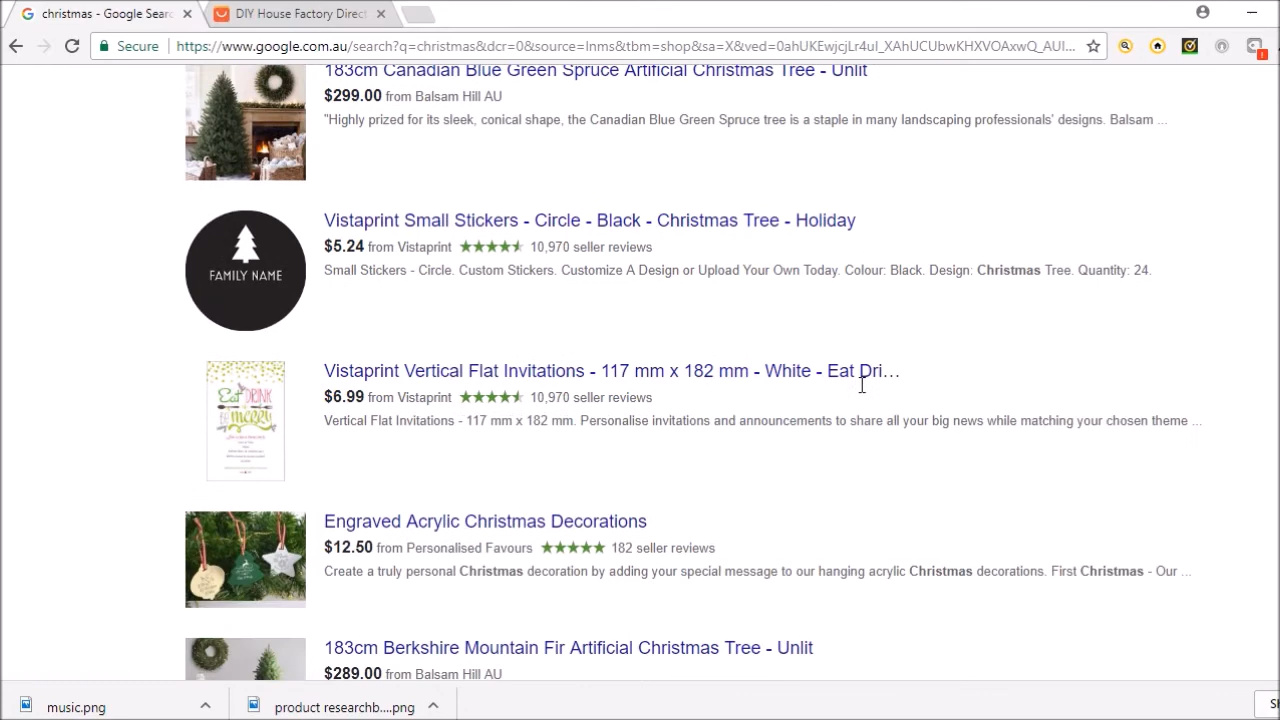 christmas - Google Sear
DIY House Factory Direct
Secure
https://www.google.com.au/search?q=christmas&dcr=0&source=lnms&tbm=shop&sa=X&ved=0ahUKEwjcjLr4uI_XAhUCUbwKHXVOAxwQ_AUI...
183cm Canadian Blue Green Spruce Artificial Christmas Tree - Unlit
$299.00 from Balsam Hill AU
"Highly prized for its sleek, conical shape, the Canadian Blue Green Spruce tree is a staple in many landscaping professionals' designs. Balsam ...
FAMILY NAME
Vistaprint Small Stickers - Circle - Black - Christmas Tree - Holiday
$5.24 from Vistaprint 10,970 seller reviews
Small Stickers - Circle. Custom Stickers. Customize A Design or Upload Your Own Today. Colour: Black. Design: Christmas Tree. Quantity: 24.
Eat DRINK
merry
Vistaprint Vertical Flat Invitations - 117 mm x 182 mm - White - Eat Dri...
$6.99 from Vistaprint 10,970 seller reviews
Vertical Flat Invitations - 117 mm x 182 mm. Personalise invitations and announcements to share all your big news while matching your chosen theme ...
Engraved Acrylic Christmas Decorations
$12.50 from Personalised Favours 182 seller reviews
Create a truly personal Christmas decoration by adding your special message to our hanging acrylic Christmas decorations. First Christmas - Our ...
183cm Berkshire Mountain Fir Artificial Christmas Tree - Unlit
$289.00 from Balsam Hill AU
music.png
product researchb....png